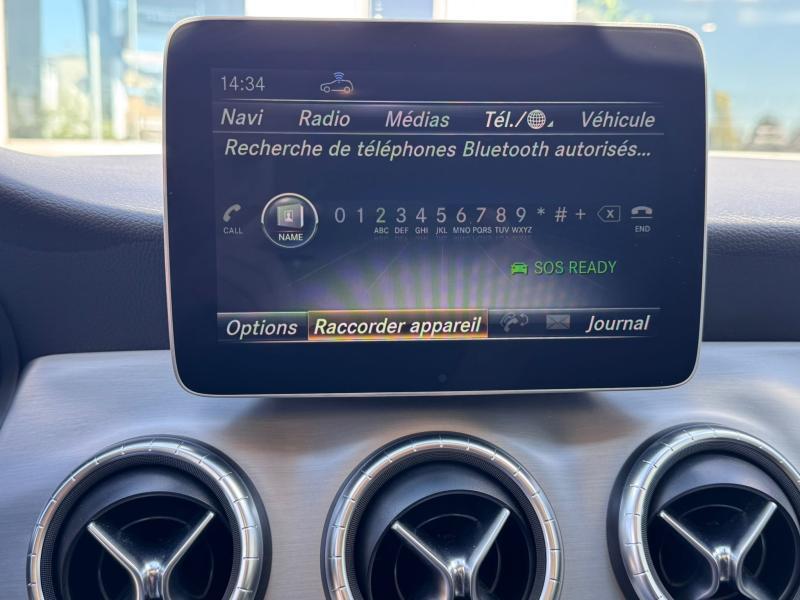 14:34
Navi Radio Médias Tél./ Véhicule
Recherche de téléphones Bluetooth autorisés...
CALL NAME 0 1 2 3 4 5 6 7 8 9 * # + X END
ABC DEF GHI JKL MNO PQRS TUV WXYZ
SOS READY
Options Raccorder appareil Journal